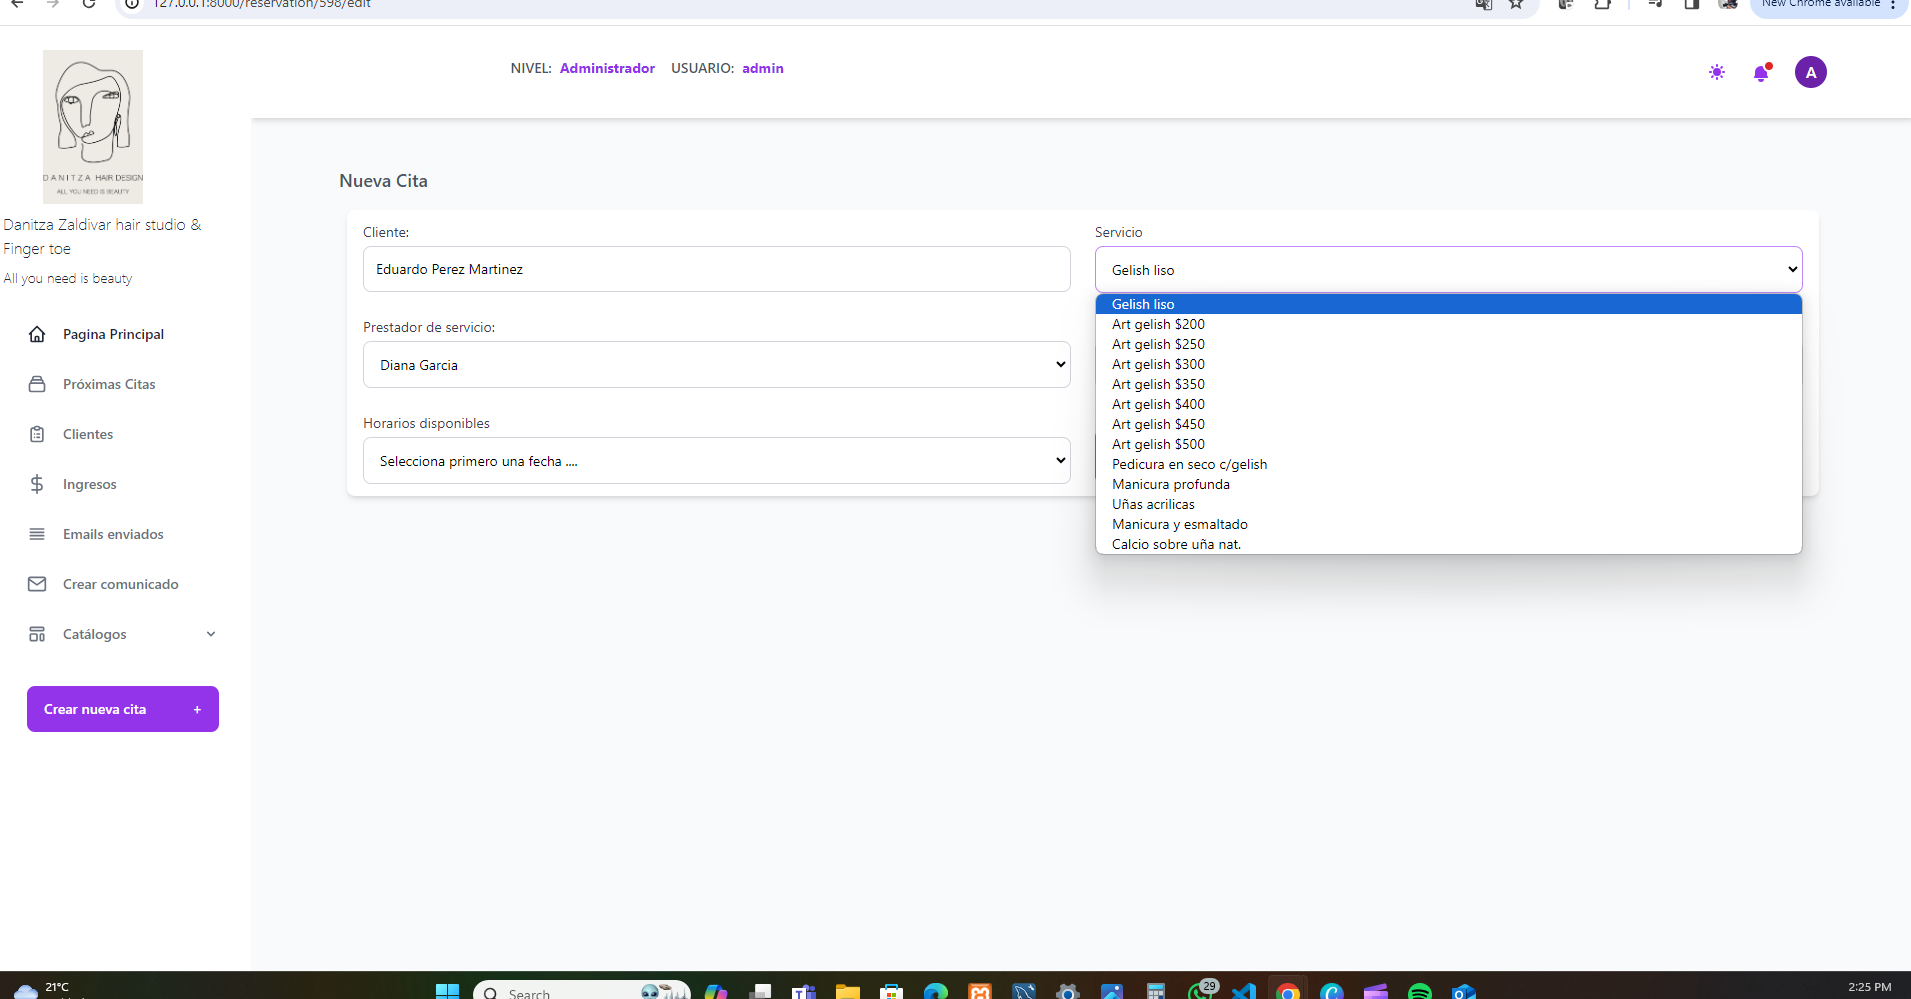 127.0.0.1:8000/reservation/598/edit
New Chrome available
DANITZA HAIR DESIGN
ALL YOU NEED IS BEAUTY
Danitza Zaldivar hair studio &
Finger toe
All you need is beauty
Pagina Principal
Próximas Citas
Clientes
Ingresos
Emails enviados
Crear comunicado
Catálogos
Crear nueva cita +
NIVEL: Administrador USUARIO: admin
A
Nueva Cita
Cliente:
Eduardo Perez Martinez
Prestador de servicio:
Diana Garcia
Horarios disponibles
Selecciona primero una fecha ....
Servicio
Gelish liso
Gelish liso
Art gelish $200
Art gelish $250
Art gelish $300
Art gelish $350
Art gelish $400
Art gelish $450
Art gelish $500
Pedicura en seco c/gelish
Manicura profunda
Uñas acrilicas
Manicura y esmaltado
Calcio sobre uña nat.
21°C
Search
29
2:25 PM